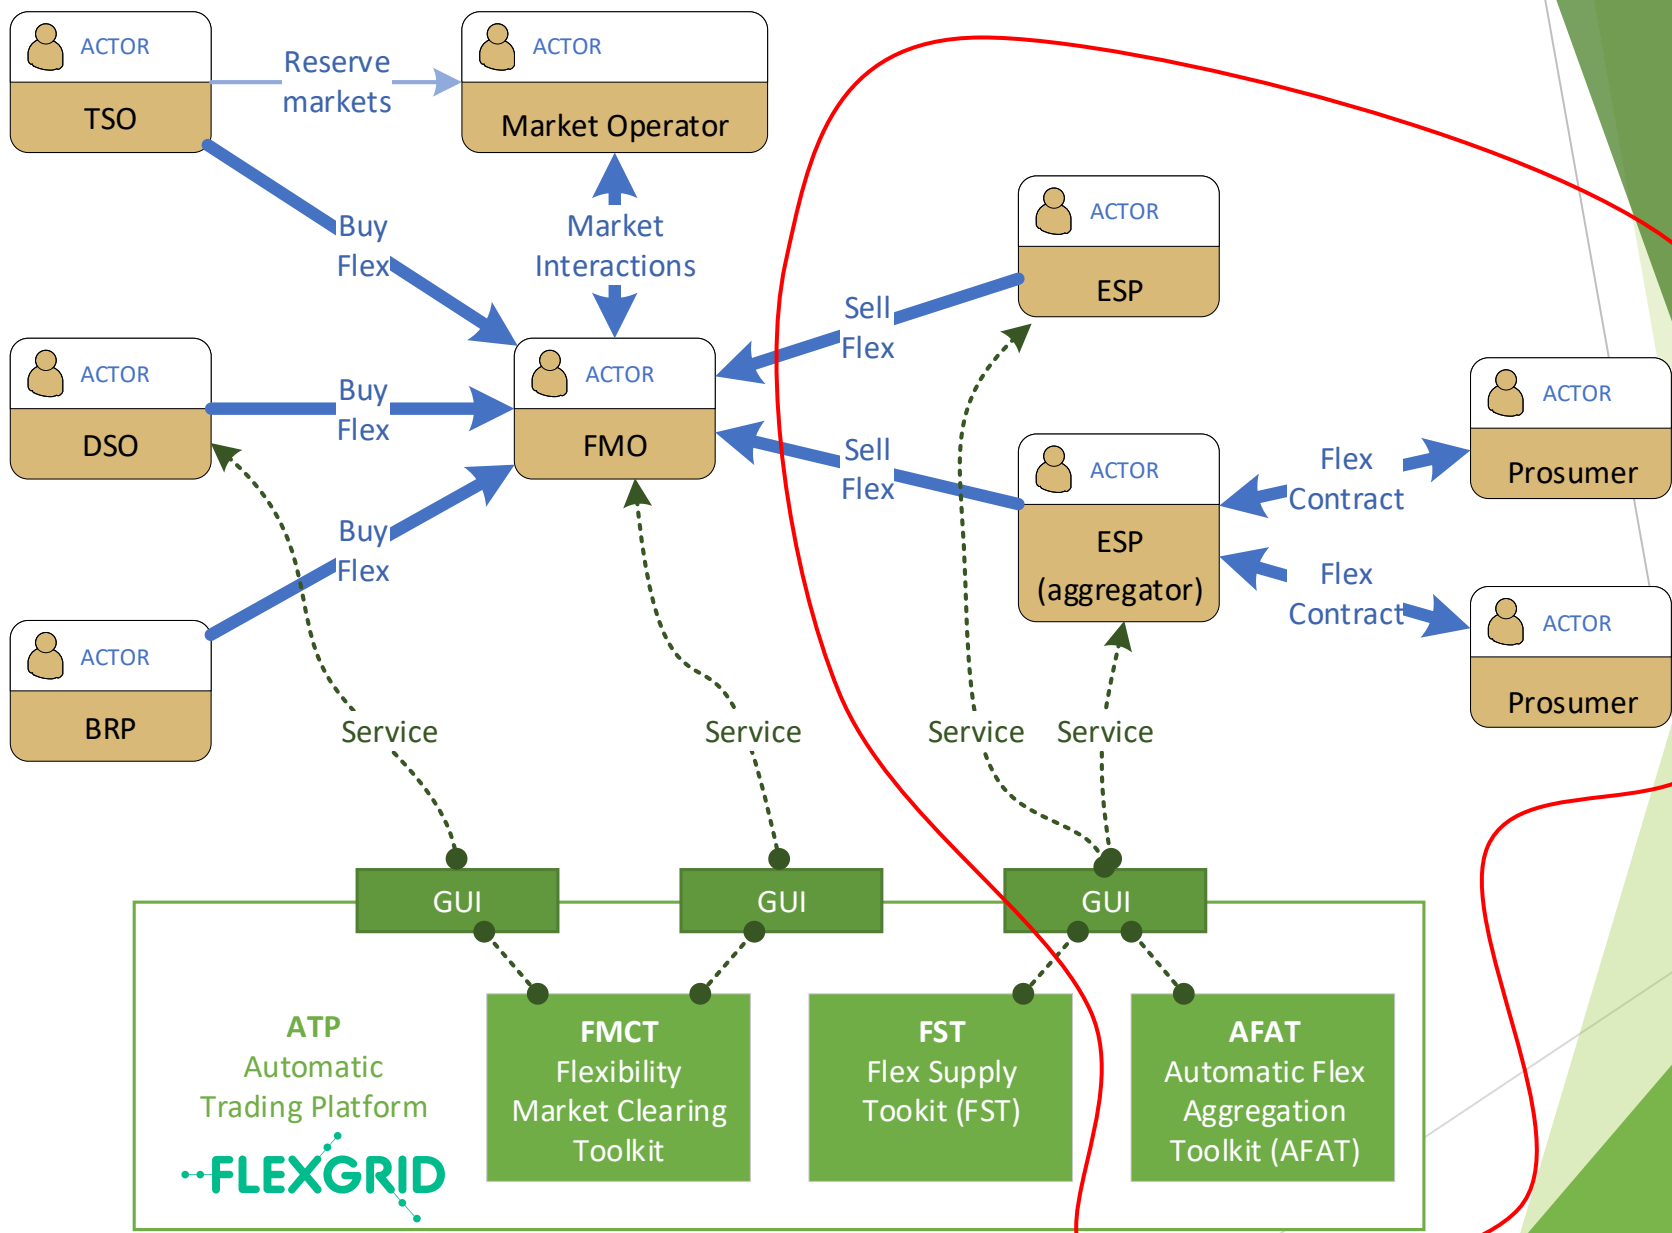 ACTOR
TSO
Reserve
markets
ACTOR
Market Operator
Buy
Flex
Market
Interactions
ACTOR
ESP
Sell
Flex
ACTOR
DSO
Buy
Flex
ACTOR
FMO
Sell
Flex
ACTOR
ESP
(aggregator)
Flex
Contract
ACTOR
Prosumer
Buy
Flex
Flex
Contract
ACTOR
BRP
ACTOR
Prosumer
Service
Service
Service
Service
GUI
GUI
GUI
ATP
Automatic
Trading Platform
FLEXGRID
FMCT
Flexibility
Market Clearing
Toolkit
FST
Flex Supply
Tookit (FST)
AFAT
Automatic Flex
Aggregation
Toolkit (AFAT)